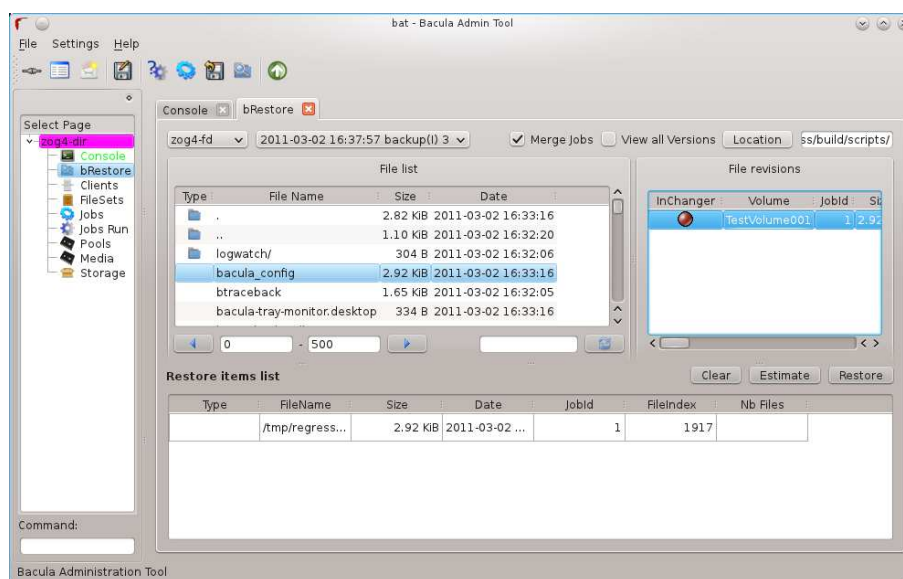 bat - Bacula Admin Tool
File Settings Help
Console bRestore
Select Page
zog4-dir
Console
bRestore
Clients
FileSets
Jobs
Jobs Run
Pools
Media
Storage
Command:
zog4-fd 2011-03-02 16:37:57 backup(I) 3 Merge Jobs View all Versions Location ss/build/scripts/
File list
Type File Name Size Date
. 2.82 KiB 2011-03-02 16:33:16
.. 1.10 KiB 2011-03-02 16:32:20
logwatch/ 304 B 2011-03-02 16:32:06
bacula_config 2.92 KiB 2011-03-02 16:33:16
btraceback 1.65 KiB 2011-03-02 16:32:05
bacula-tray-monitor.desktop 334 B 2011-03-02 16:33:16
0 - 500
File revisions
InChanger Volume JobId Siz
TestVolume001 1 2.92
Restore items list Clear Estimate Restore
Type FileName Size Date JobId FileIndex Nb Files
/tmp/regress... 2.92 KiB 2011-03-02 ... 1 1917
Bacula Administration Tool